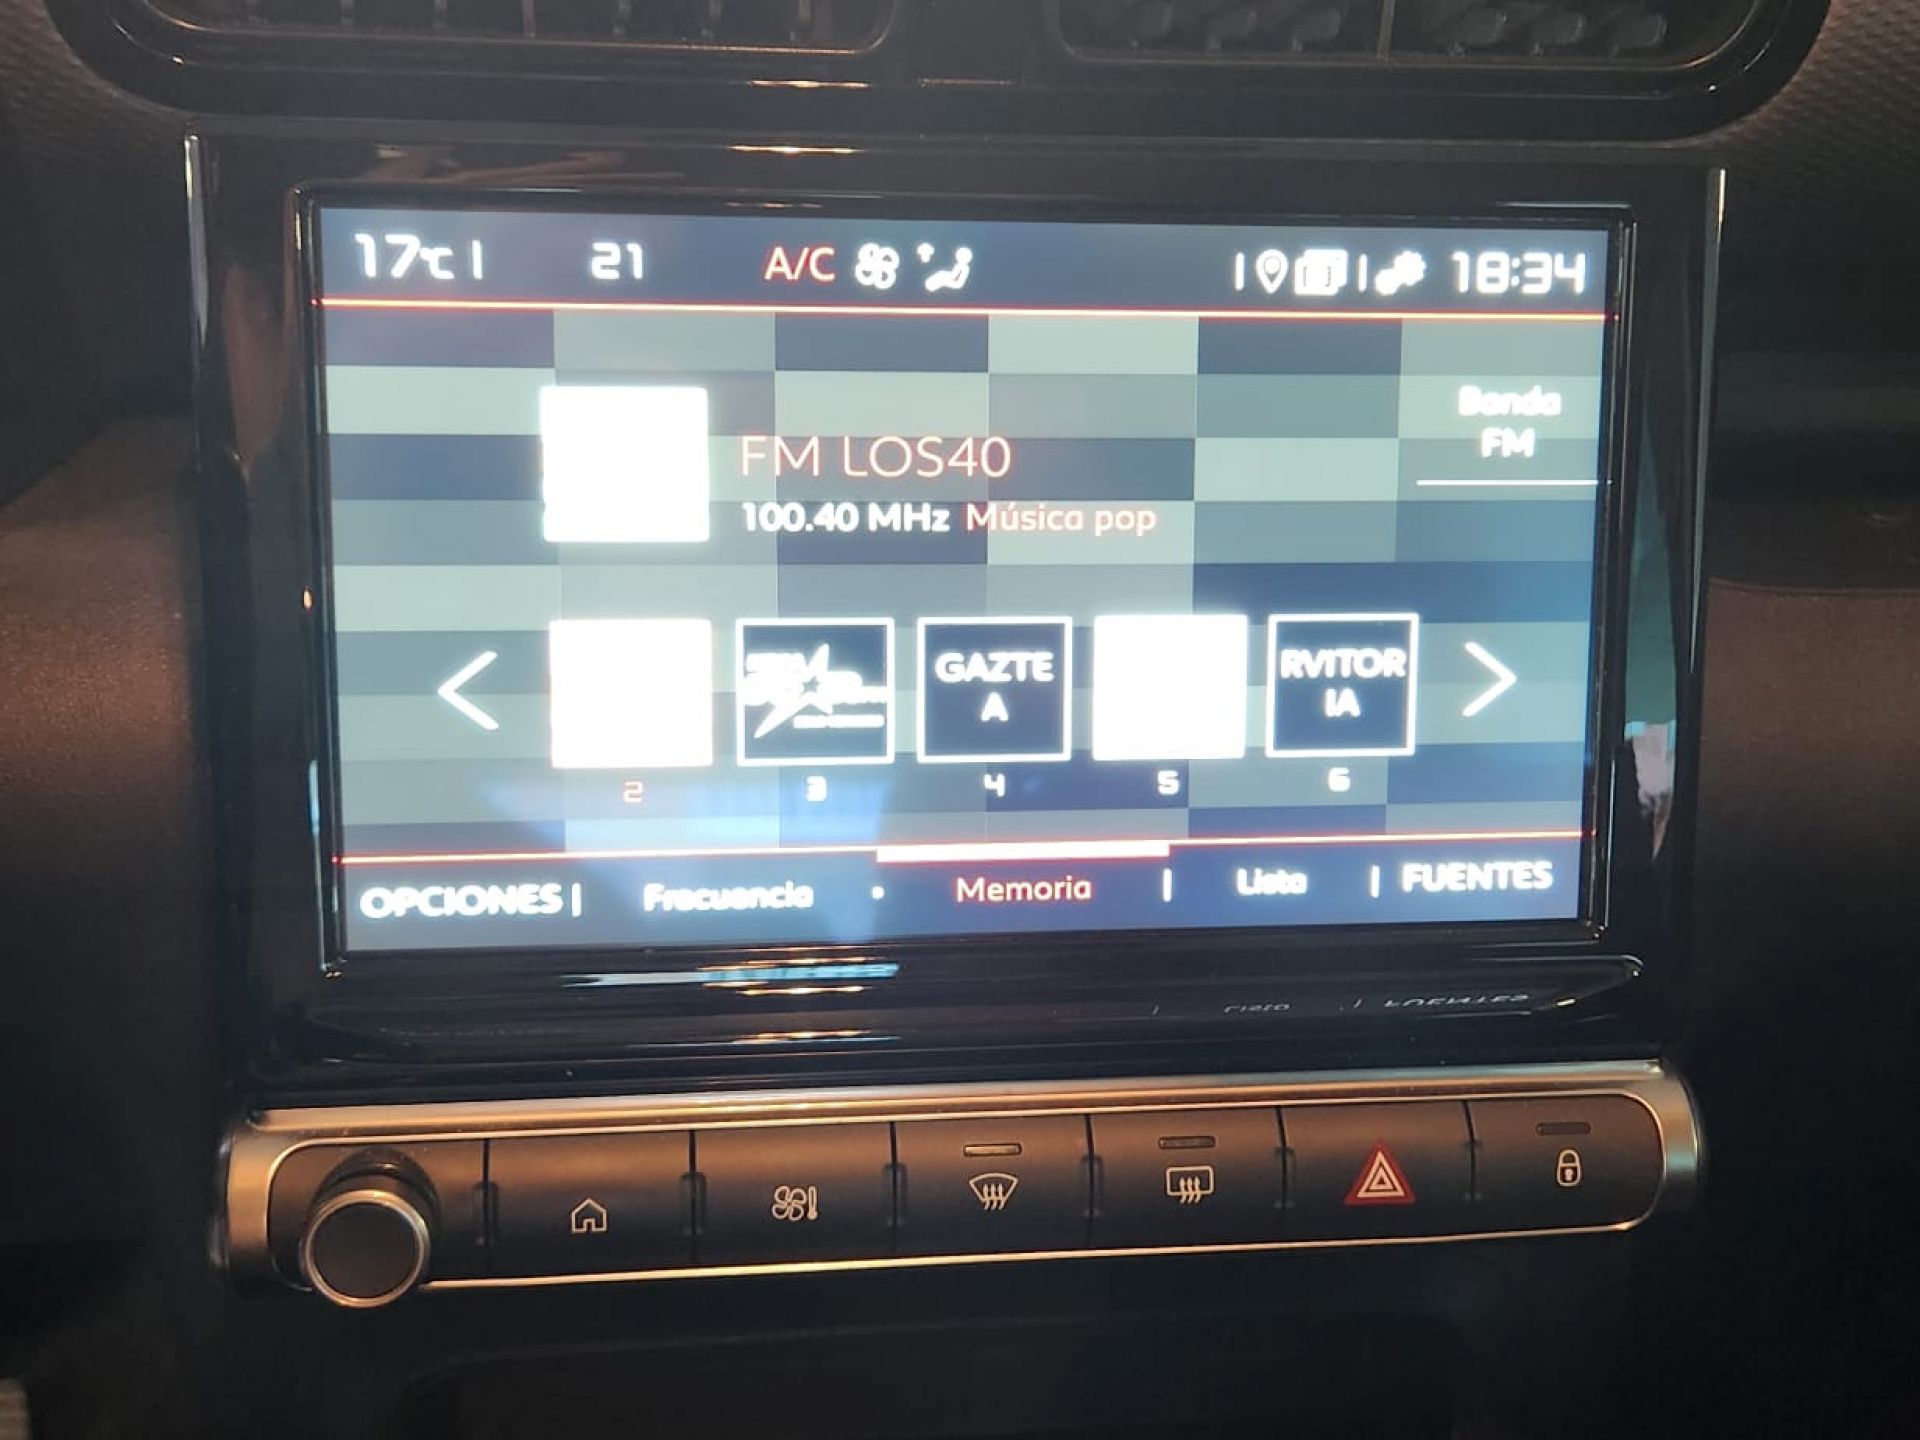 17°C | 21 A/C | | 18:34
Banda
FM
FM LOS40
100.40 MHz Música pop
GAZTE
A
RVITOR
IA
2 3 4 5 6
OPCIONES | Frecuencia • Memoria | Lista | FUENTES